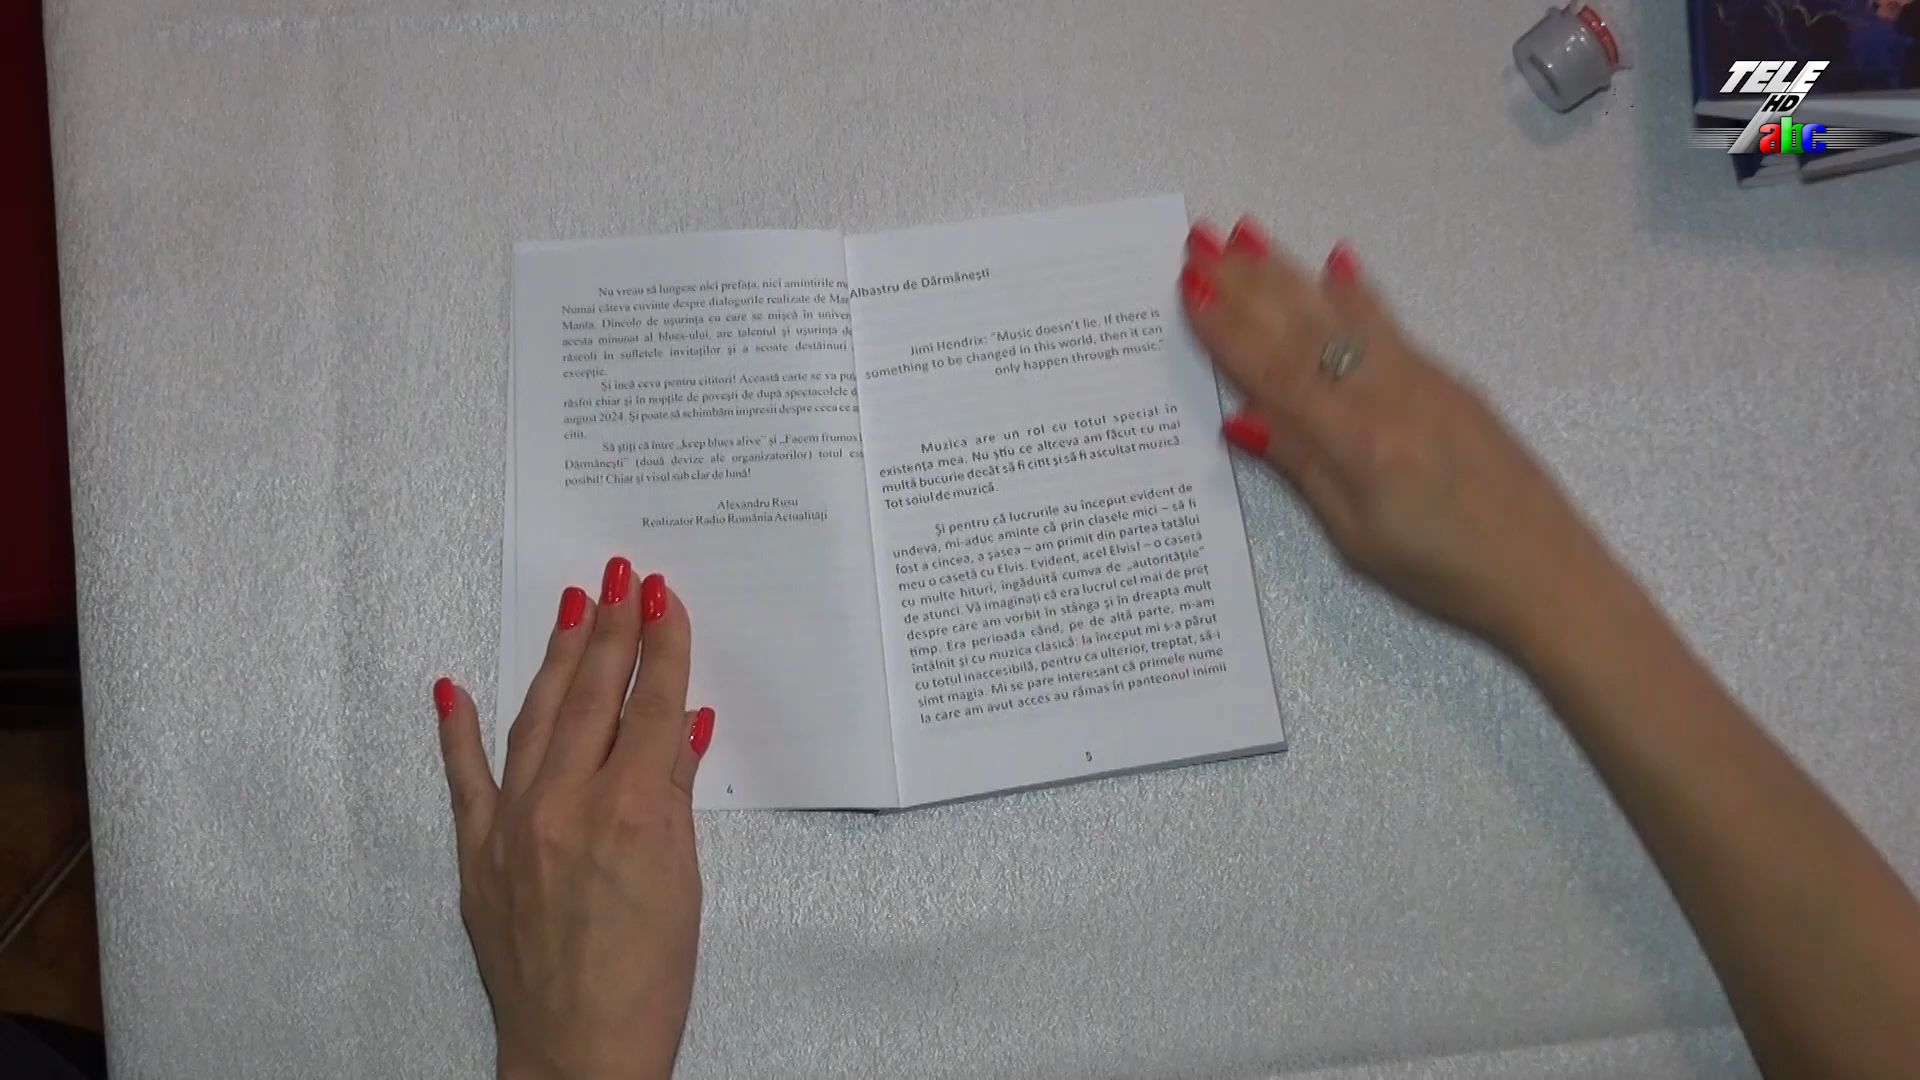 Nu vreau să lungesc nici prefața, nici amintirile
Numai câteva cuvinte despre dialogurile realizate de
Manta. Dincolo de ușurința cu care se mișcă în
acesta minunat al blues-ului, are talentul și ușurința
răscoli în sufletele invitaților și a scoate destăinuri
excepție.
Și încă ceva pentru cititori! Această carte se va
răsfoi chiar și în nopțile de povești de după spectacolele
august 2024. Și poate să schimbăm impresii despre ceea ce
citit.
Să știți că între „keep blues alive” și „Facem frumos
Dărmănești” (două devize ale organizatorilor) totul
posibil! Chiar și visul sub clar de lună!
Alexandru Rusu
Realizator Radio România Actualități
4
Albastru de Dărmănești
Jimi Hendrix: “Music doesn’t lie. If there is
something to be changed in this world, then it can
only happen through music.”
Muzica are un rol cu totul special în
existența mea. Nu știu ce altceva am făcut cu mai
multă bucurie decât să fi citit și să fi ascultat muzică.
Tot soiul de muzică.
Și pentru că lucrurile au început evident de
undeva, mi-aduc aminte că prin clasele mici – să fi
fost a cincea, a șasea – am primit din partea tatălui
meu o casetă cu Elvis. Evident, acel Elvis! – o casetă
cu multe hituri, îngăduită cumva de „autoritățile”
de atunci. Vă imaginați că era lucrul cel mai de preț
despre care am vorbit în stânga și în dreapta mult
timp. Era perioada când, pe de altă parte, m-am
întâlnit și cu muzica clasică: la început mi s-a părut
cu totul inaccesibilă, pentru ca ulterior, treptat, să-i
simt magia. Mi se pare interesant că primele nume
la care am avut acces au rămas în panteonul inimii
5
TELE
HD
7
abc